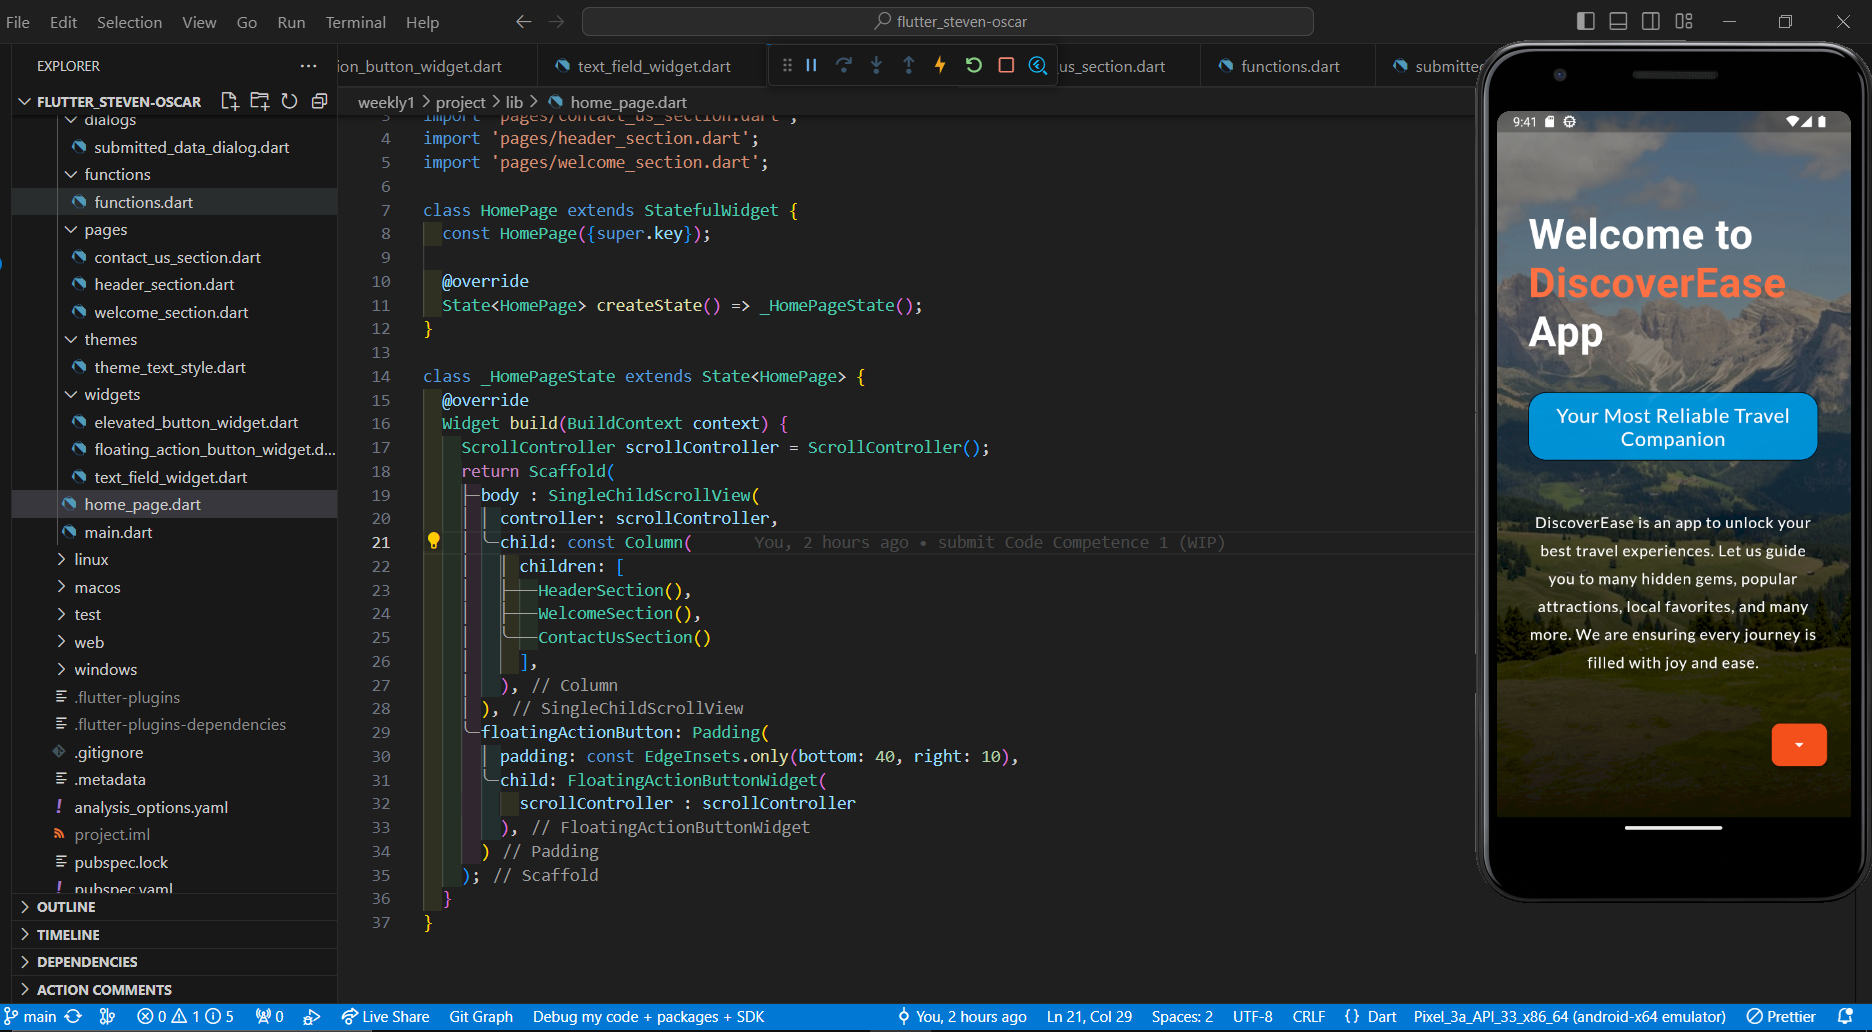 File Edit Selection View Go Run Terminal Help
flutter_steven-oscar
EXPLORER
ion_button_widget.dart
text_field_widget.dart
us_section.dart
functions.dart
submitte
FLUTTER_STEVEN-OSCAR
weekly1 > project > lib > home_page.dart
dialogs
submitted_data_dialog.dart
functions
functions.dart
pages
contact_us_section.dart
header_section.dart
welcome_section.dart
themes
theme_text_style.dart
widgets
elevated_button_widget.dart
floating_action_button_widget.d...
text_field_widget.dart
home_page.dart
main.dart
linux
macos
test
web
windows
.flutter-plugins
.flutter-plugins-dependencies
.gitignore
.metadata
analysis_options.yaml
project.iml
pubspec.lock
pubspec.yaml
OUTLINE
TIMELINE
DEPENDENCIES
ACTION COMMENTS
3 import 'pages/contact_us_section.dart';
4 import 'pages/header_section.dart';
5 import 'pages/welcome_section.dart';
6
7 class HomePage extends StatefulWidget {
8 const HomePage({super.key});
9
10 @override
11 State<HomePage> createState() => _HomePageState();
12 }
13
14 class _HomePageState extends State<HomePage> {
15 @override
16 Widget build(BuildContext context) {
17 ScrollController scrollController = ScrollController();
18 return Scaffold(
19 body : SingleChildScrollView(
20 controller: scrollController,
21 child: const Column( You, 2 hours ago • submit Code Competence 1 (WIP)
22 children: [
23 HeaderSection(),
24 WelcomeSection(),
25 ContactUsSection()
26 ],
27 ), // Column
28 ), // SingleChildScrollView
29 floatingActionButton: Padding(
30 padding: const EdgeInsets.only(bottom: 40, right: 10),
31 child: FloatingActionButtonWidget(
32 scrollController : scrollController
33 ), // FloatingActionButtonWidget
34 ) // Padding
35 ); // Scaffold
36 }
37 }
9:41
Welcome to
DiscoverEase
App
Your Most Reliable Travel
Companion
DiscoverEase is an app to unlock your
best travel experiences. Let us guide
you to many hidden gems, popular
attractions, local favorites, and many
more. We are ensuring every journey is
filled with joy and ease.
main 0 1 5 0 Live Share Git Graph Debug my code + packages + SDK You, 2 hours ago Ln 21, Col 29 Spaces: 2 UTF-8 CRLF {} Dart Pixel_3a_API_33_x86_64 (android-x64 emulator) Prettier